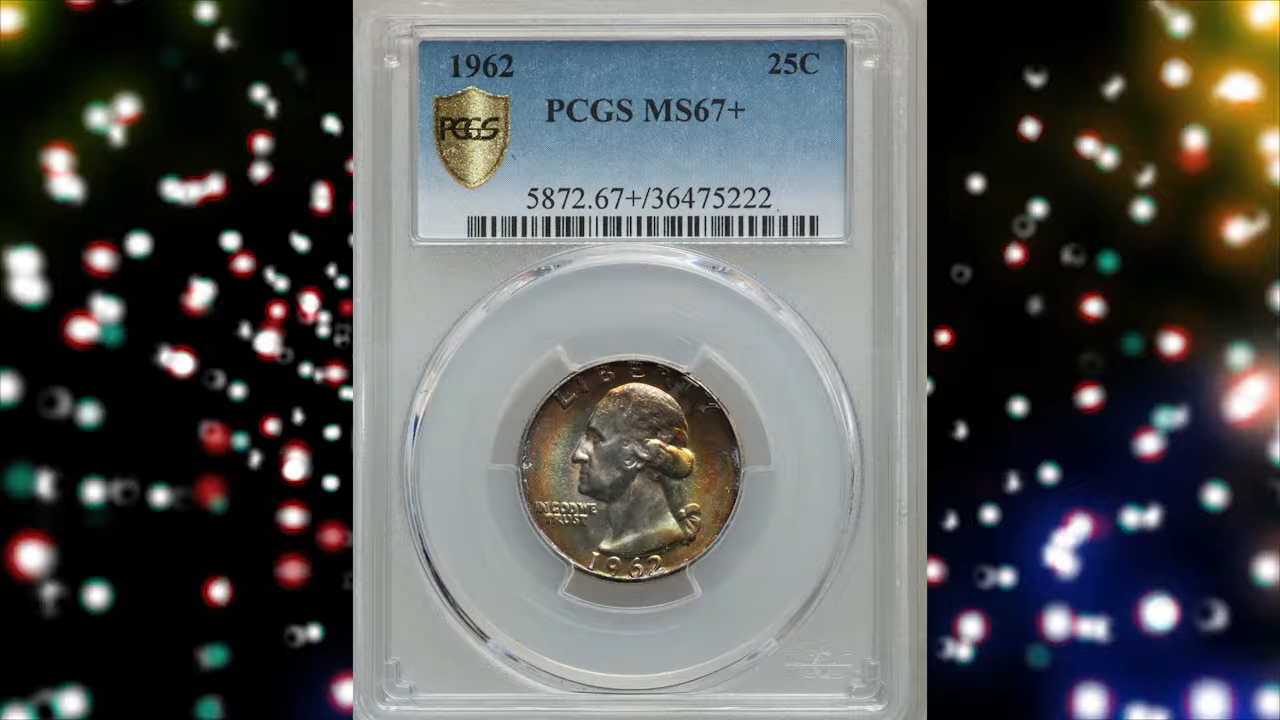 1962 25C
PCGS
PCGS MS67+
5872.67+/36475222
LIBERTY
IN GOD WE
TRUST
1962